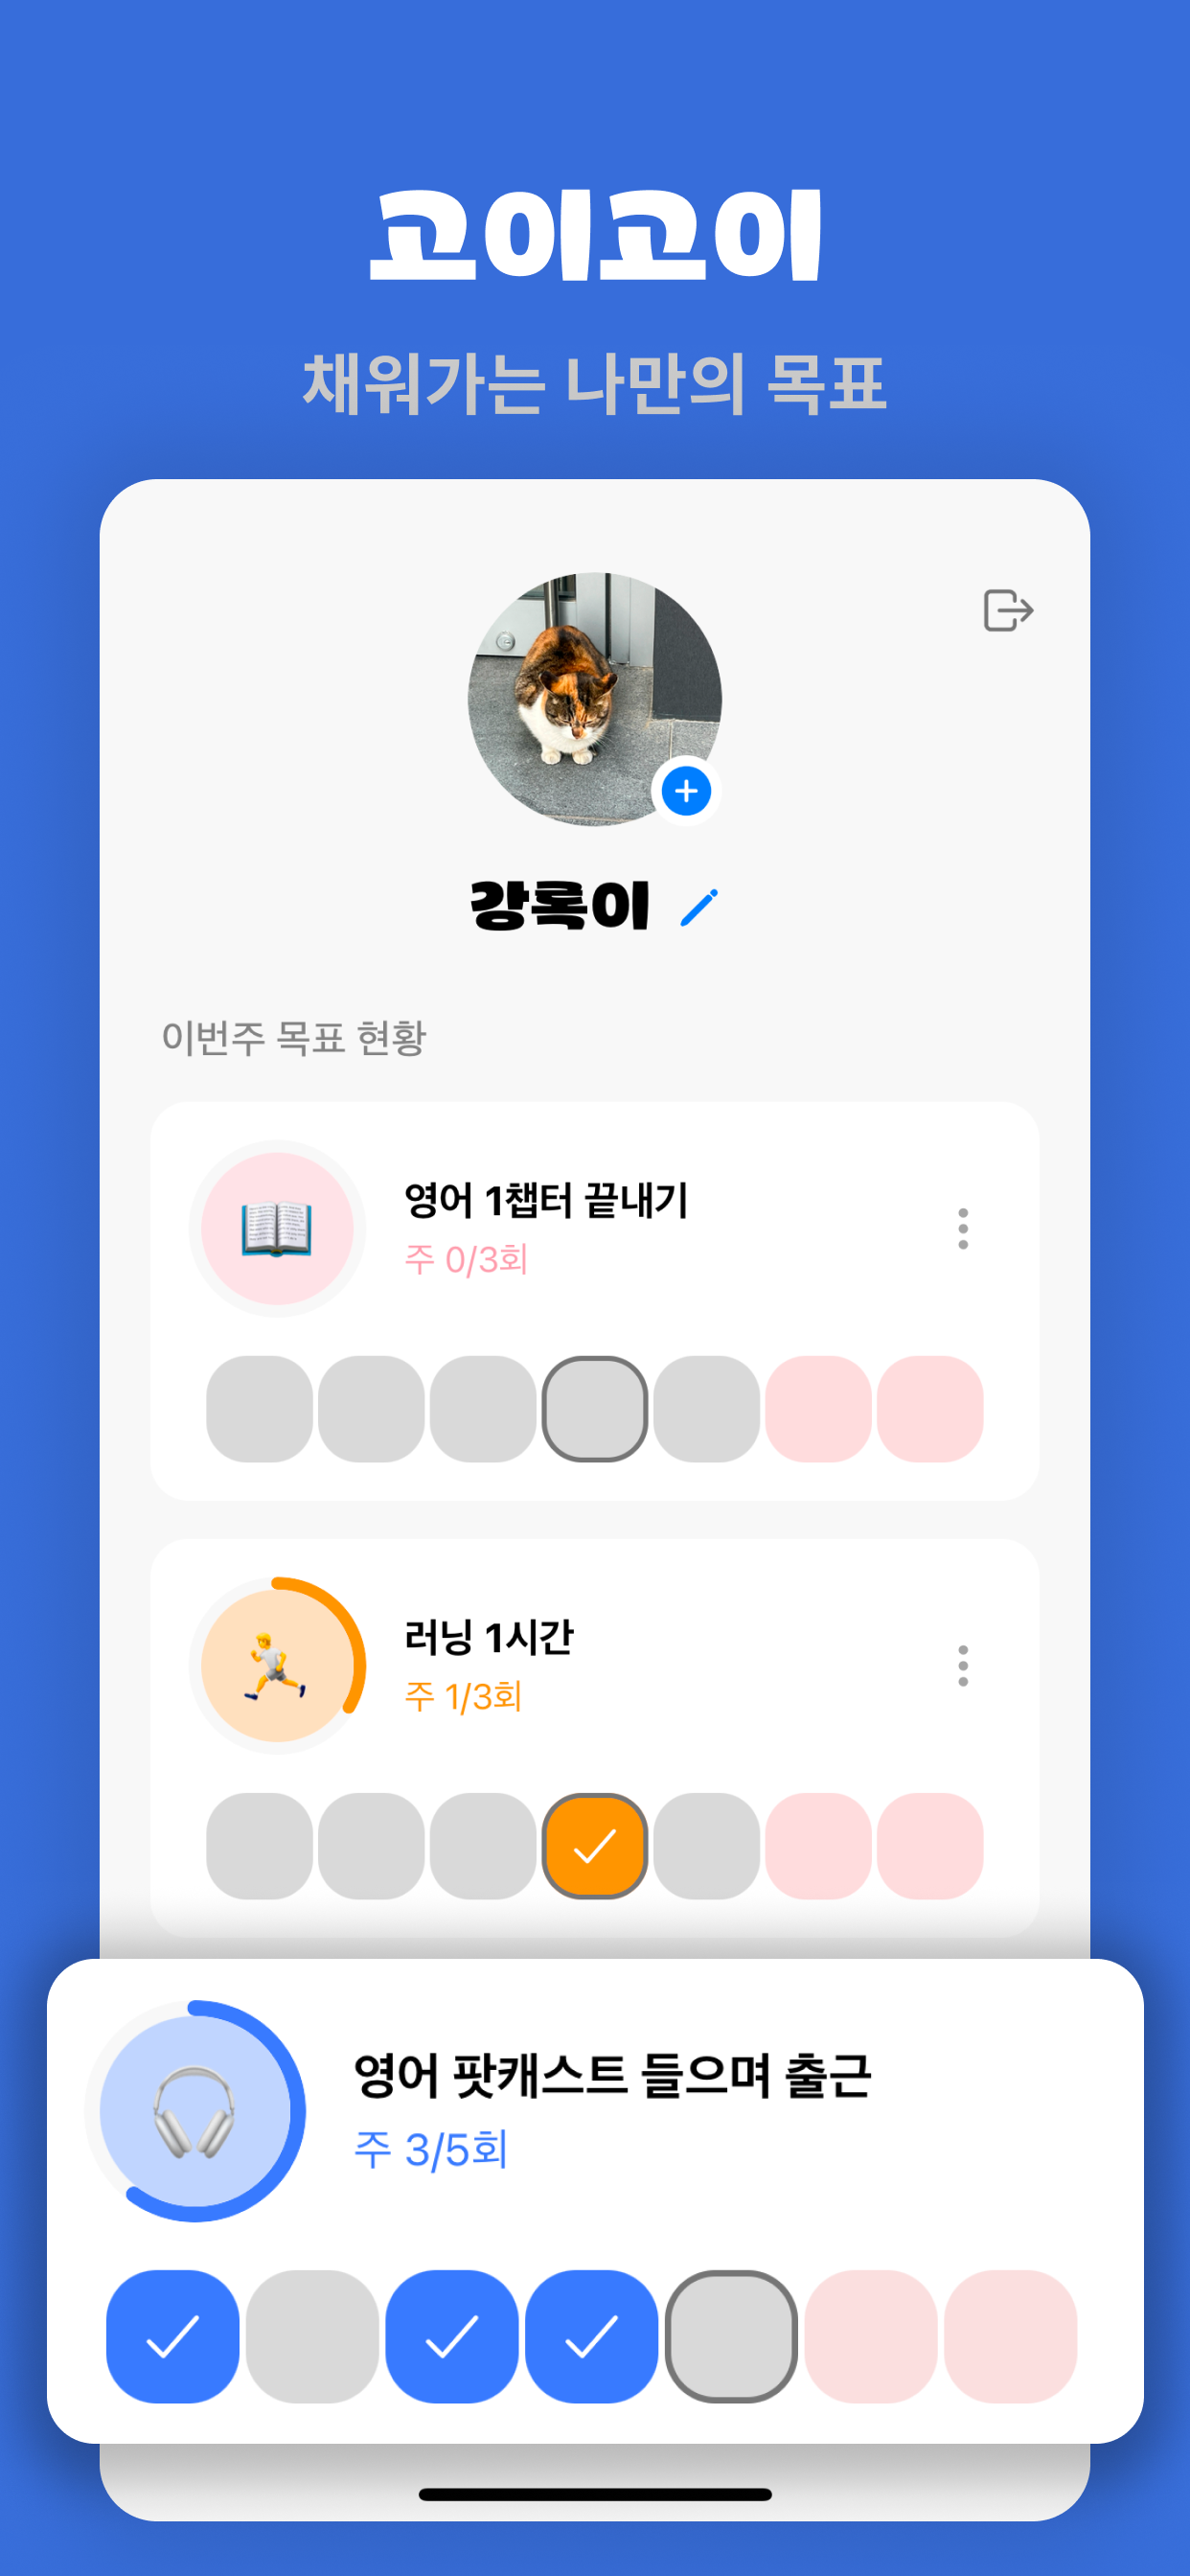 고이고이
채워가는 나만의 목표
강록이
이번주 목표 현황
영어 1챕터 끝내기
주 0/3회
러닝 1시간
주 1/3회
영어 팟캐스트 들으며 출근
주 3/5회